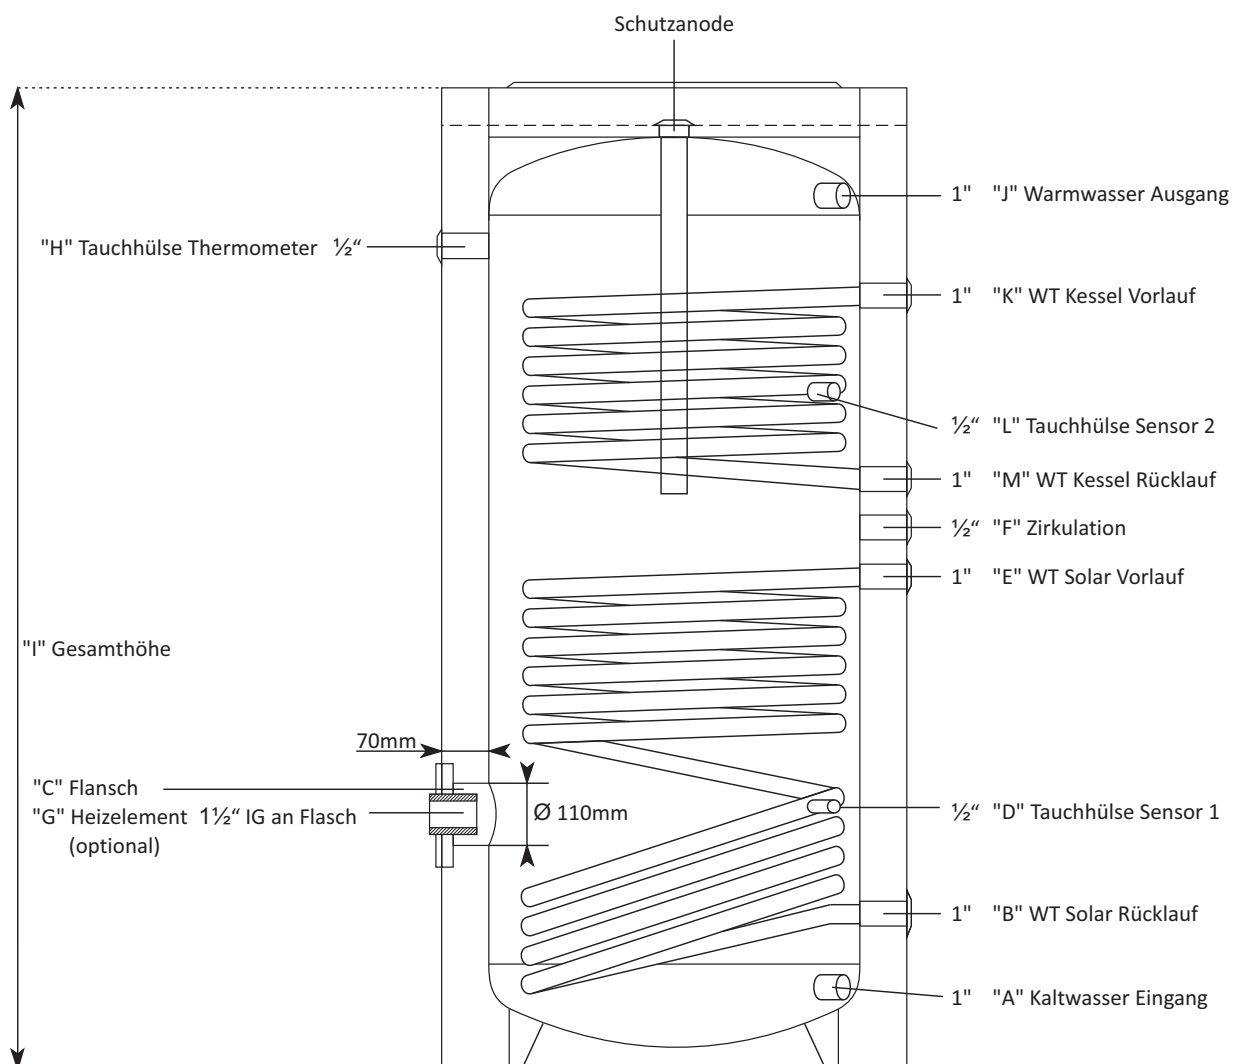 Schutzanode
1" "J" Warmwasser Ausgang
"H" Tauchhülse Thermometer ½“
1" "K" WT Kessel Vorlauf
½“ "L" Tauchhülse Sensor 2
1" "M" WT Kessel Rücklauf
½“ "F" Zirkulation
1" "E" WT Solar Vorlauf
"I" Gesamthöhe
70mm
"C" Flansch
"G" Heizelement 1½“ IG an Flasch
(optional)
Ø 110mm
½“ "D" Tauchhülse Sensor 1
1" "B" WT Solar Rücklauf
1" "A" Kaltwasser Eingang